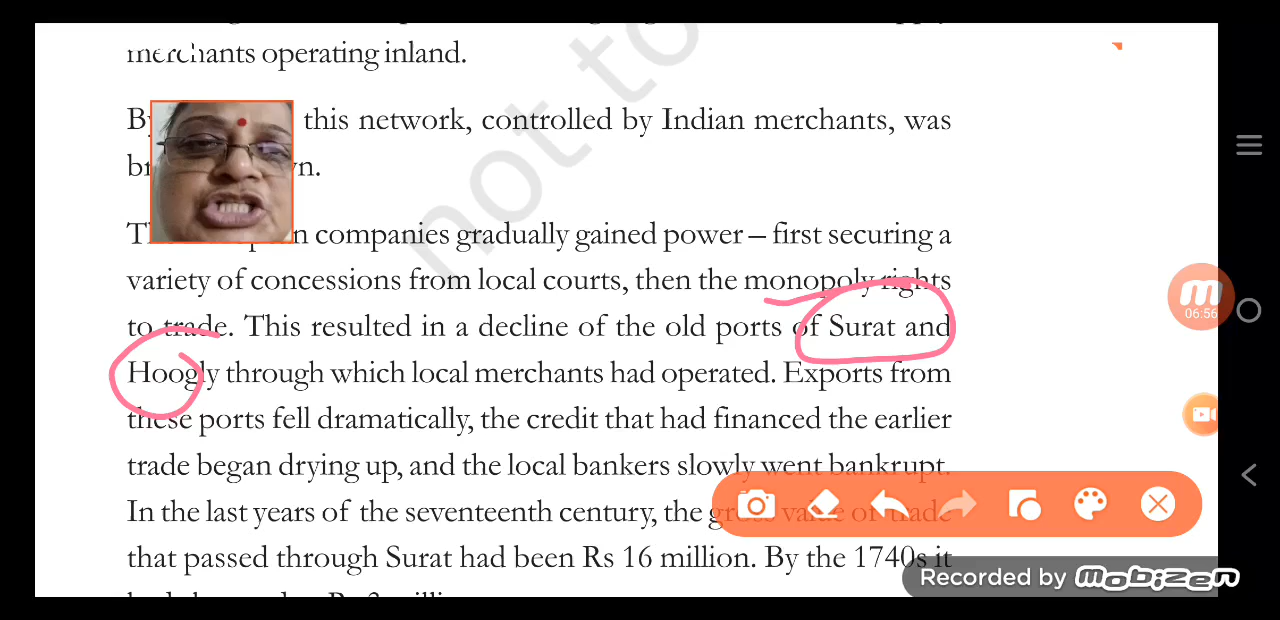 merchants operating inland.
this network, controlled by Indian merchants, was
companies gradually gained power – first securing a
variety of concessions from local courts, then the monopoly rights
to trade. This resulted in a decline of the old ports of Surat and
Hoogly through which local merchants had operated. Exports from
these ports fell dramatically, the credit that had financed the earlier
trade began drying up, and the local bankers slowly went bankrupt.
In the last years of the seventeenth century, the gross value of trade
that passed through Surat had been Rs 16 million. By the 1740s it
not to
06:56
Recorded by mobizen